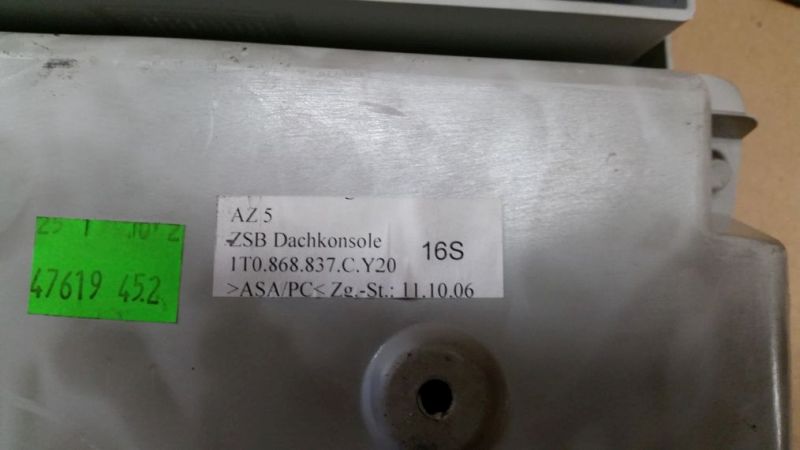 47619 452
AZ 5
ZSB Dachkonsole
1T0.868.837.C.Y20
>ASA/PC< Zg.-St.: 11.10.06
16S